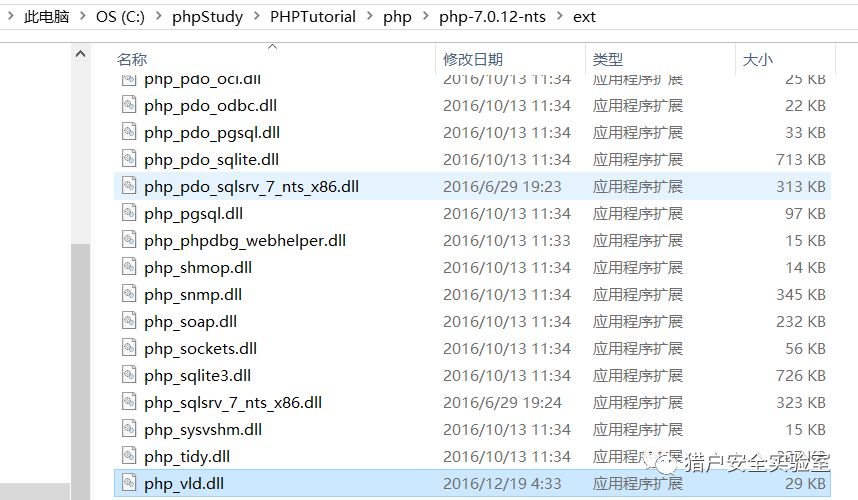 此电脑 > OS (C:) > phpStudy > PHPTutorial > php > php-7.0.12-nts > ext
名称 修改日期 类型 大小
php_pdo_oci.dll 2016/10/13 11:34 应用程序扩展 25 KB
php_pdo_odbc.dll 2016/10/13 11:34 应用程序扩展 22 KB
php_pdo_pgsql.dll 2016/10/13 11:34 应用程序扩展 33 KB
php_pdo_sqlite.dll 2016/10/13 11:34 应用程序扩展 713 KB
php_pdo_sqlsrv_7_nts_x86.dll 2016/6/29 19:23 应用程序扩展 313 KB
php_pgsql.dll 2016/10/13 11:34 应用程序扩展 97 KB
php_phpdbg_webhelper.dll 2016/10/13 11:33 应用程序扩展 15 KB
php_shmop.dll 2016/10/13 11:34 应用程序扩展 14 KB
php_snmp.dll 2016/10/13 11:34 应用程序扩展 345 KB
php_soap.dll 2016/10/13 11:34 应用程序扩展 232 KB
php_sockets.dll 2016/10/13 11:34 应用程序扩展 56 KB
php_sqlite3.dll 2016/10/13 11:34 应用程序扩展 726 KB
php_sqlsrv_7_nts_x86.dll 2016/6/29 19:24 应用程序扩展 323 KB
php_sysvshm.dll 2016/10/13 11:34 应用程序扩展 15 KB
php_tidy.dll 2016/10/13 11:34 应用程序扩展 KB
猎户安全实验室
php_vld.dll 2016/12/19 4:33 应用程序扩展 29 KB